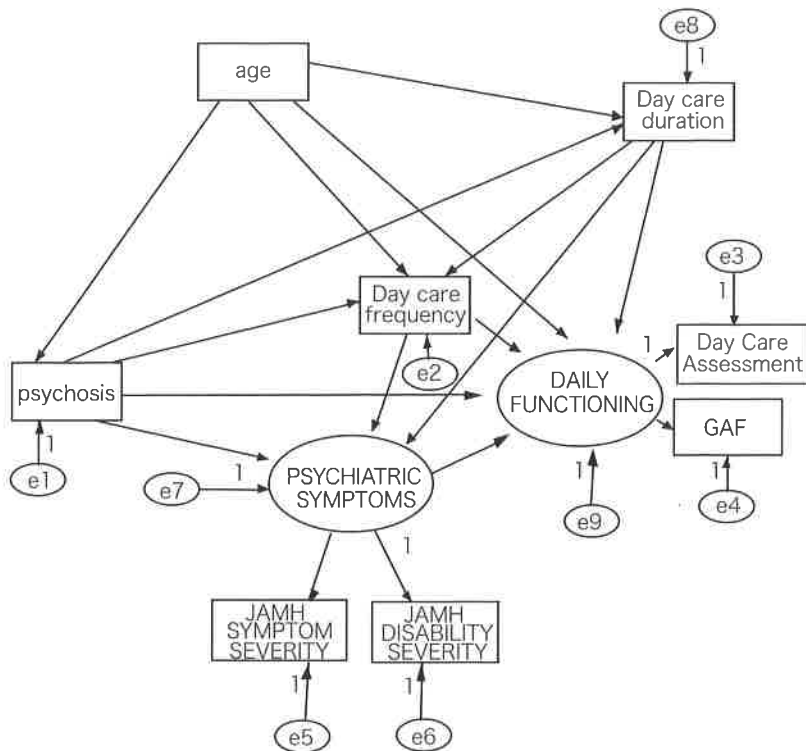 e8
1
age
Day care
duration
e3
1
Day care
frequency
1
Day Care
Assessment
e2
psychosis
DAILY
FUNCTIONING
GAF
1
1
e1
e7
1
PSYCHIATRIC
SYMPTOMS
1
e9
1
e4
1
JAMH
SYMPTOM
SEVERITY
JAMH
DISABILITY
SEVERITY
1
1
e5
e6